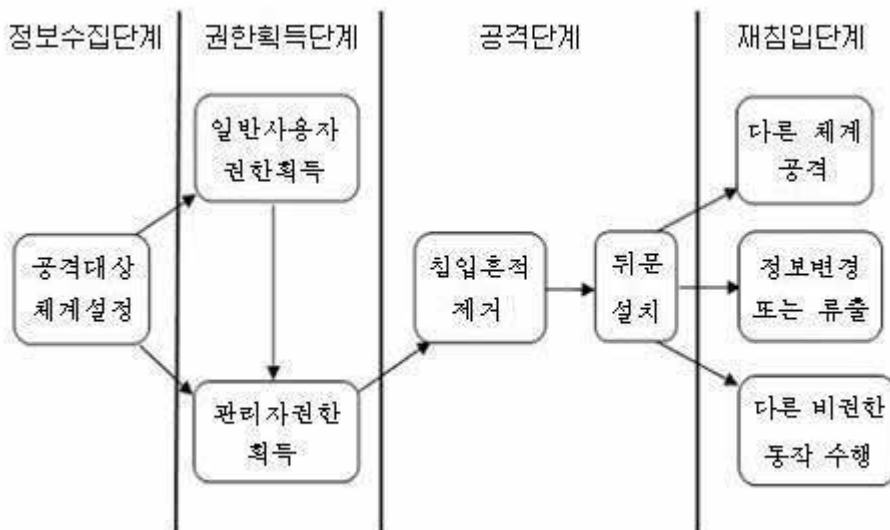 정보수집단계
권한획득단계
공격단계
재침입단계
일반사용자
권한획득
다른 체계
공격
공격대상
체계설정
침입흔적
제거
뒤문
설치
정보변경
또는 류출
관리자권한
획득
다른 비권한
동작 수행